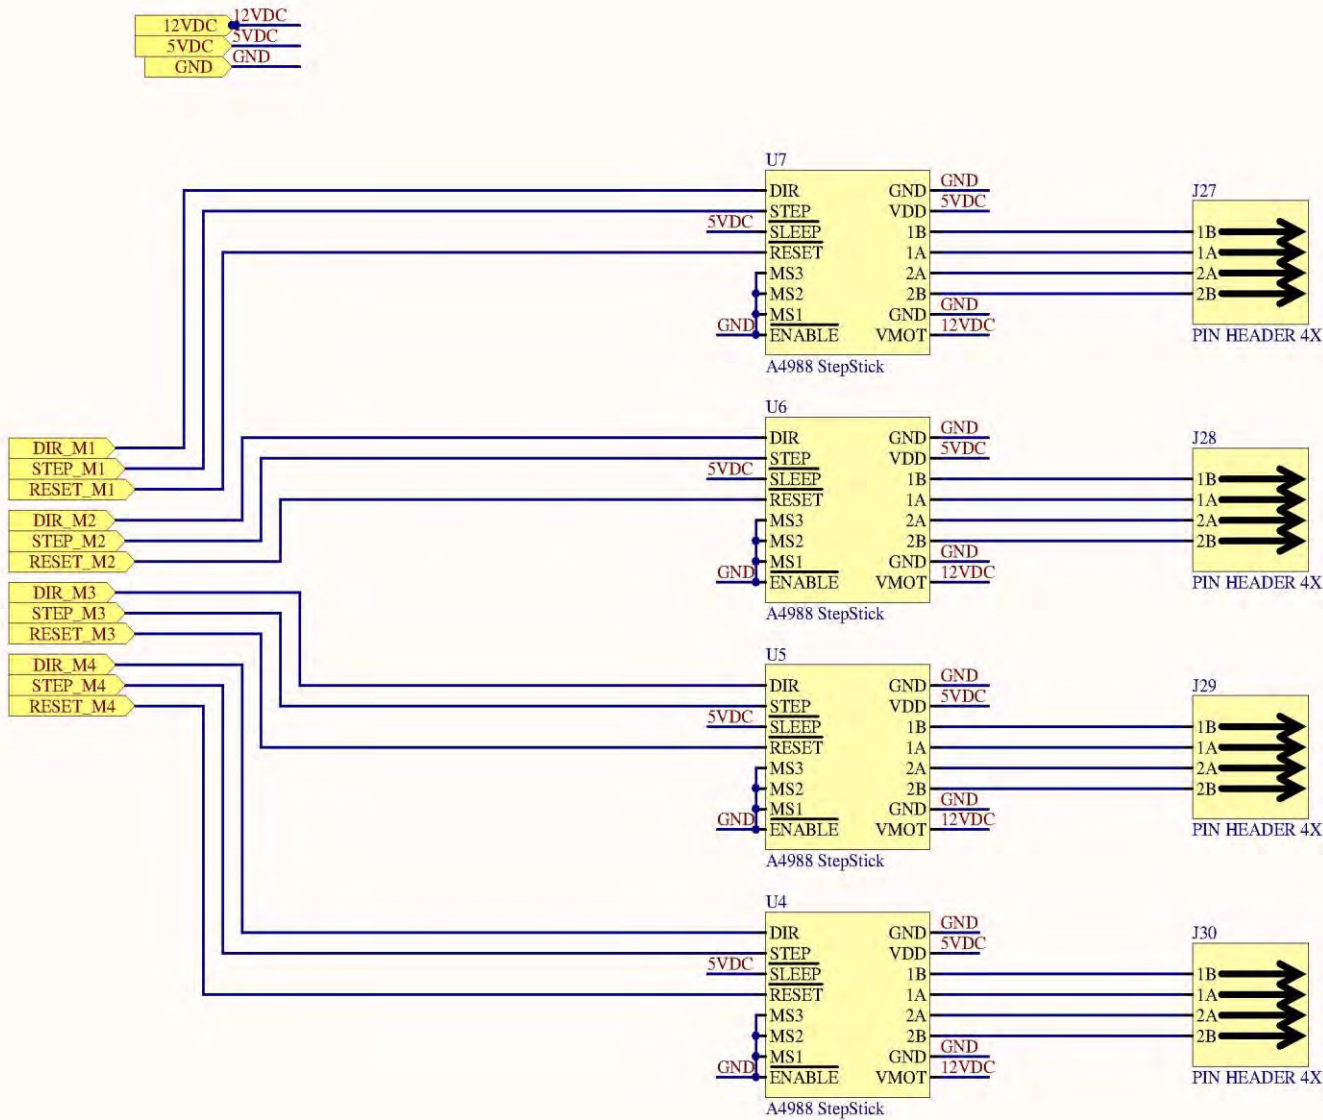 12VDC 12VDC
5VDC 5VDC
GND GND
U7
DIR GND GND
STEP VDD 5VDC
5VDC SLEEP 1B
RESET 1A
MS3 2A
MS2 2B
MS1 GND GND
GND ENABLE VMOT 12VDC
A4988 StepStick
J27
1B
1A
2A
2B
PIN HEADER 4X
DIR_M1
STEP_M1
RESET_M1
DIR_M2
STEP_M2
RESET_M2
DIR_M3
STEP_M3
RESET_M3
DIR_M4
STEP_M4
RESET_M4
U6
DIR GND GND
STEP VDD 5VDC
5VDC SLEEP 1B
RESET 1A
MS3 2A
MS2 2B
MS1 GND GND
GND ENABLE VMOT 12VDC
A4988 StepStick
J28
1B
1A
2A
2B
PIN HEADER 4X
U5
DIR GND GND
STEP VDD 5VDC
5VDC SLEEP 1B
RESET 1A
MS3 2A
MS2 2B
MS1 GND GND
GND ENABLE VMOT 12VDC
A4988 StepStick
J29
1B
1A
2A
2B
PIN HEADER 4X
U4
DIR GND GND
STEP VDD 5VDC
5VDC SLEEP 1B
RESET 1A
MS3 2A
MS2 2B
MS1 GND GND
GND ENABLE VMOT 12VDC
A4988 StepStick
J30
1B
1A
2A
2B
PIN HEADER 4X